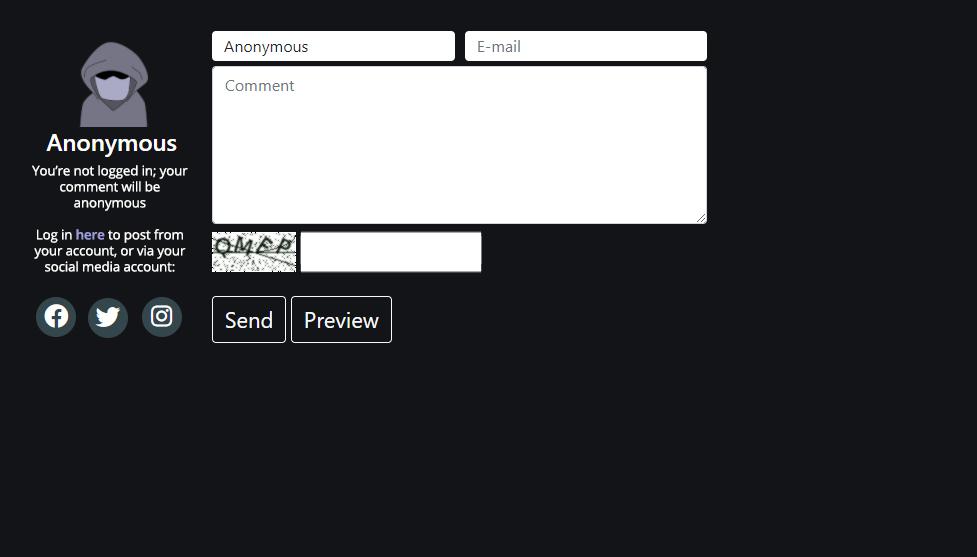 Anonymous
E-mail
Comment
Anonymous
You're not logged in; your
comment will be
anonymous
Log in here to post from
your account, or via your
social media account:
QMEP
Send
Preview